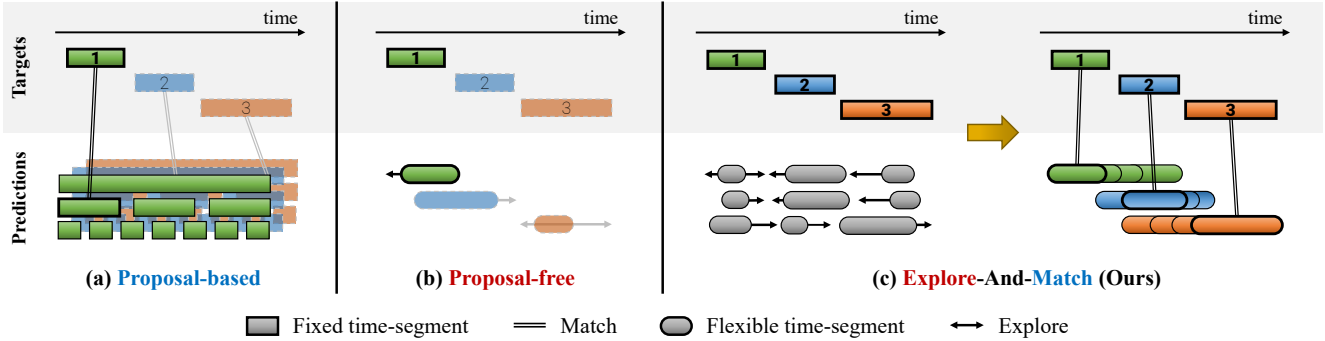 time
time
time
time
Targets
1
2
3
1
2
3
1
2
3
1
2
3
Predictions
(a) Proposal-based
(b) Proposal-free
(c) Explore-And-Match (Ours)
Fixed time-segment
Match
Flexible time-segment
Explore